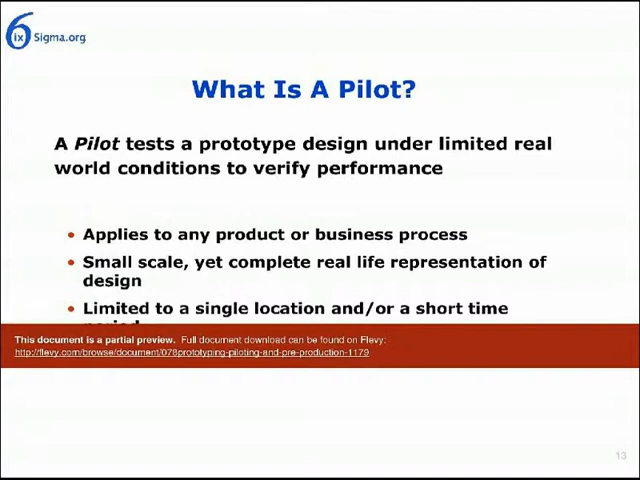 6ixSigma.org
What Is A Pilot?
A Pilot tests a prototype design under limited real
world conditions to verify performance
• Applies to any product or business process
• Small scale, yet complete real life representation of
design
• Limited to a single location and/or a short time
period
This document is a partial preview. Full document download can be found on Flevy:
http://flevy.com/browse/document/078prototyping-piloting-and-pre-production-1179
13